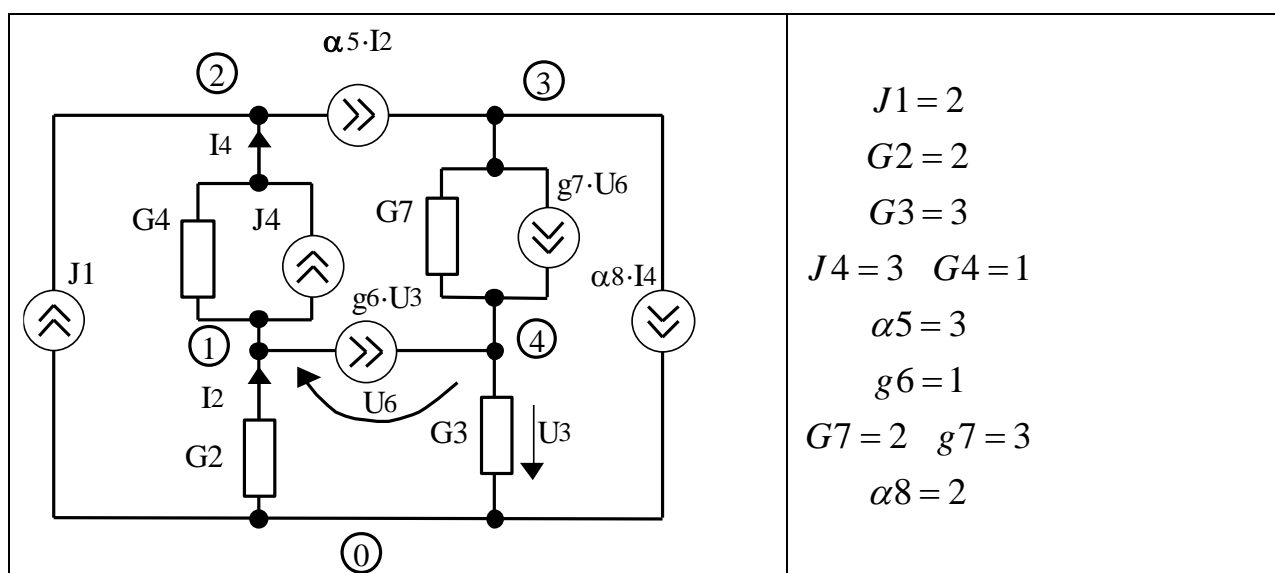 α5·I2
② ③
I4
g7·U6
G4 J4 G7
J1 α8·I4
g6·U3
① ④
I2 U6
G3 U3
G2
⓪
J1 = 2
G2 = 2
G3 = 3
J4 = 3 G4 = 1
α5 = 3
g6 = 1
G7 = 2 g7 = 3
α8 = 2